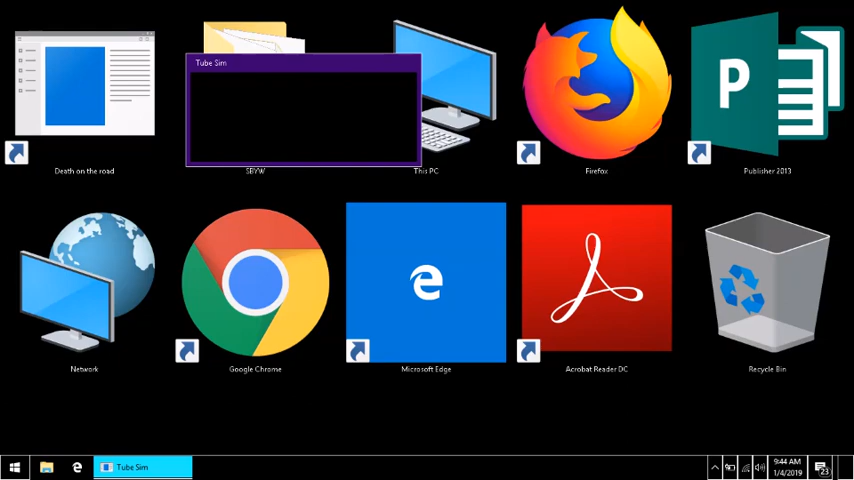 Tube Sim
Death on the road
SBYW
This PC
Firefox
P
Publisher 2013
Network
Google Chrome
Microsoft Edge
Acrobat Reader DC
Recycle Bin
Tube Sim
9:44 AM
1/4/2019
23